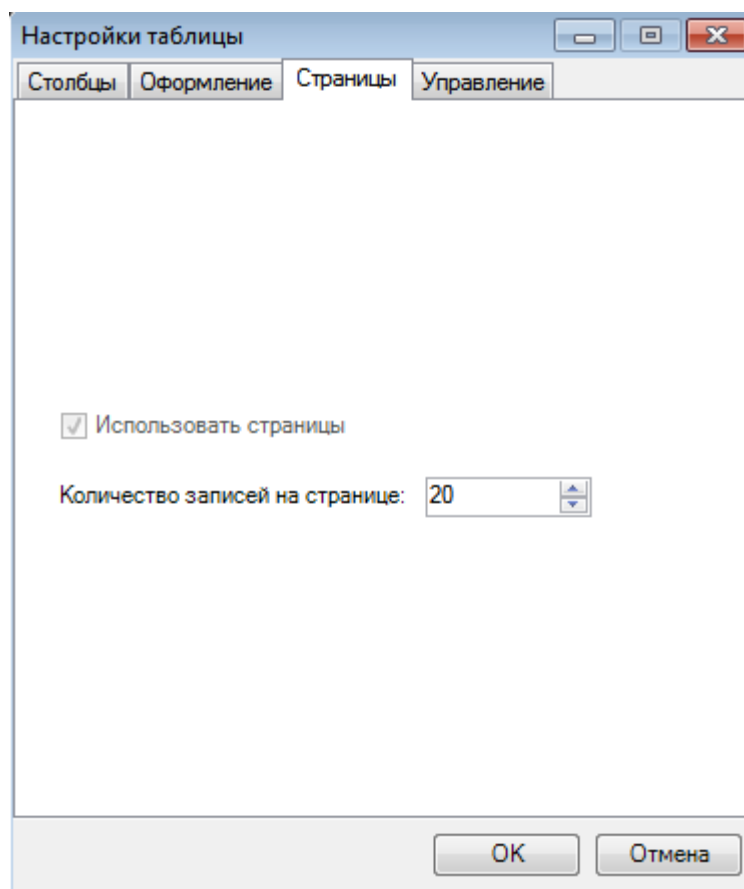 Настройки таблицы
Столбцы Оформление Страницы Управление
Использовать страницы
Количество записей на странице: 20
OK Отмена